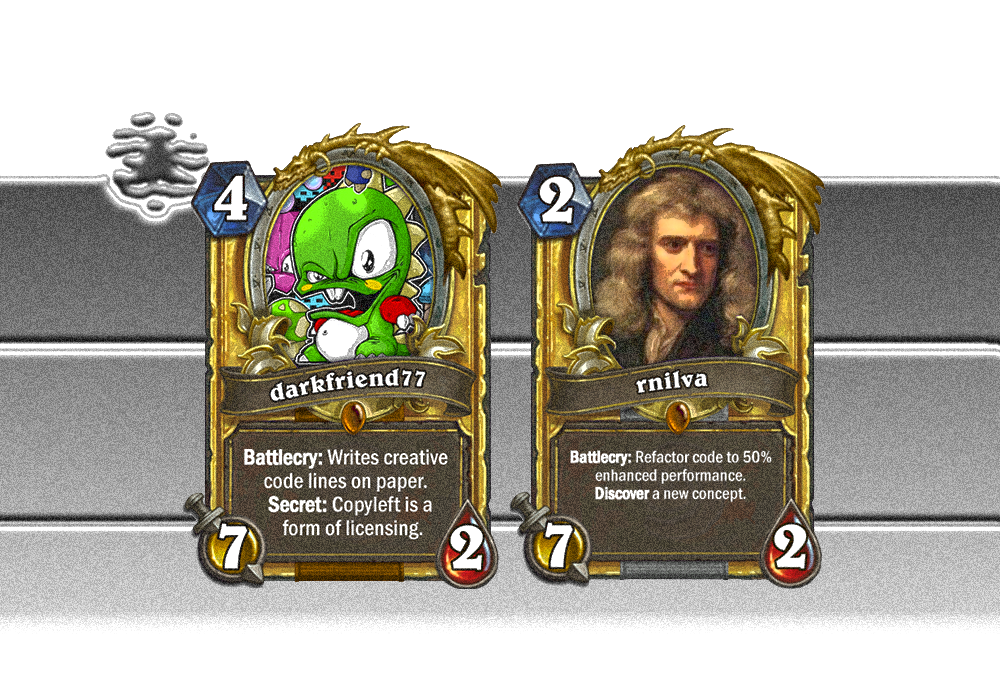 4
darkfriend77
Battlecry: Writes creative
code lines on paper.
Secret: Copyleft is a
form of licensing.
7
2
2
rnilva
Battlecry: Refactor code to 50%
enhanced performance.
Discover a new concept.
7
2